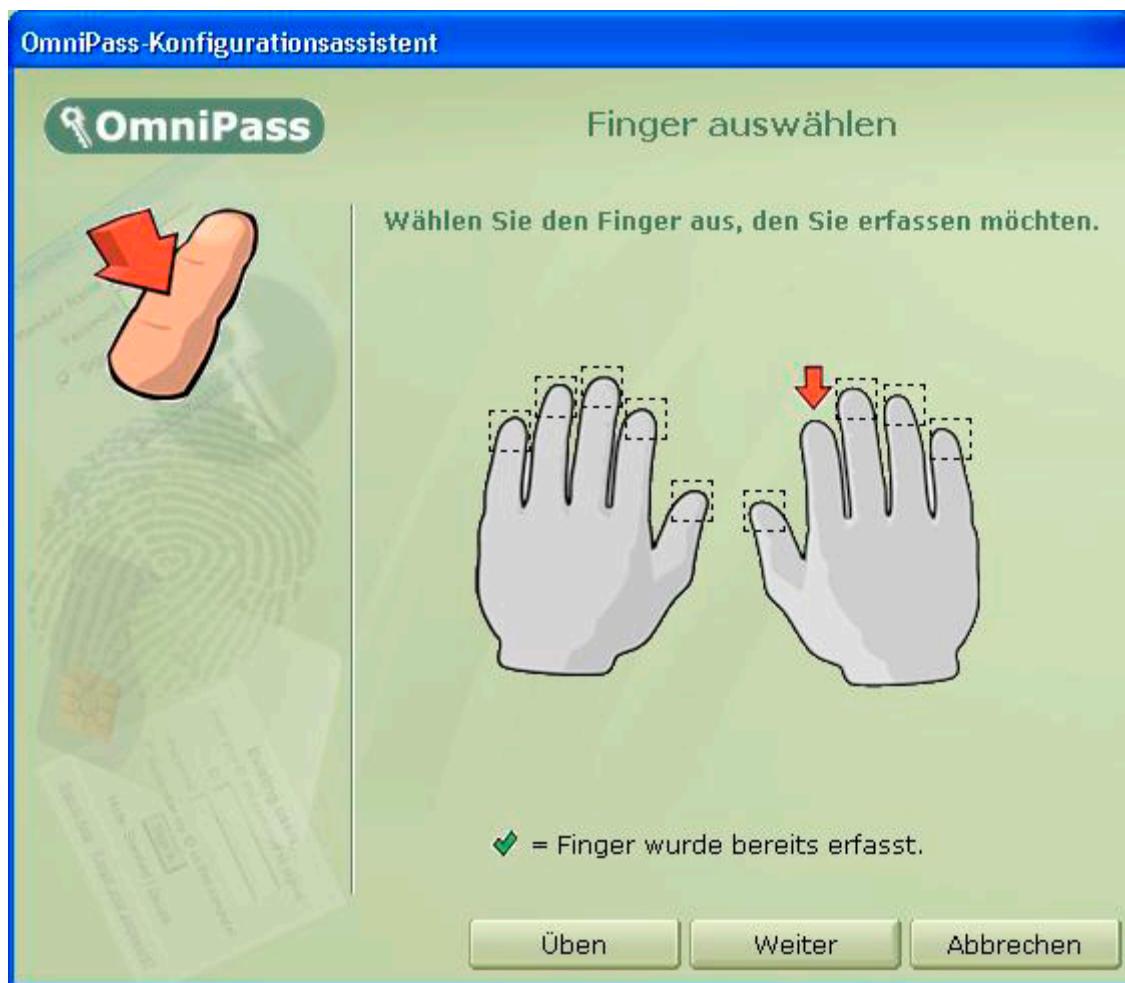 OmniPass-Konfigurationsassistent
OmniPass
Finger auswählen
Wählen Sie den Finger aus, den Sie erfassen möchten.
= Finger wurde bereits erfasst.
Üben
Weiter
Abbrechen